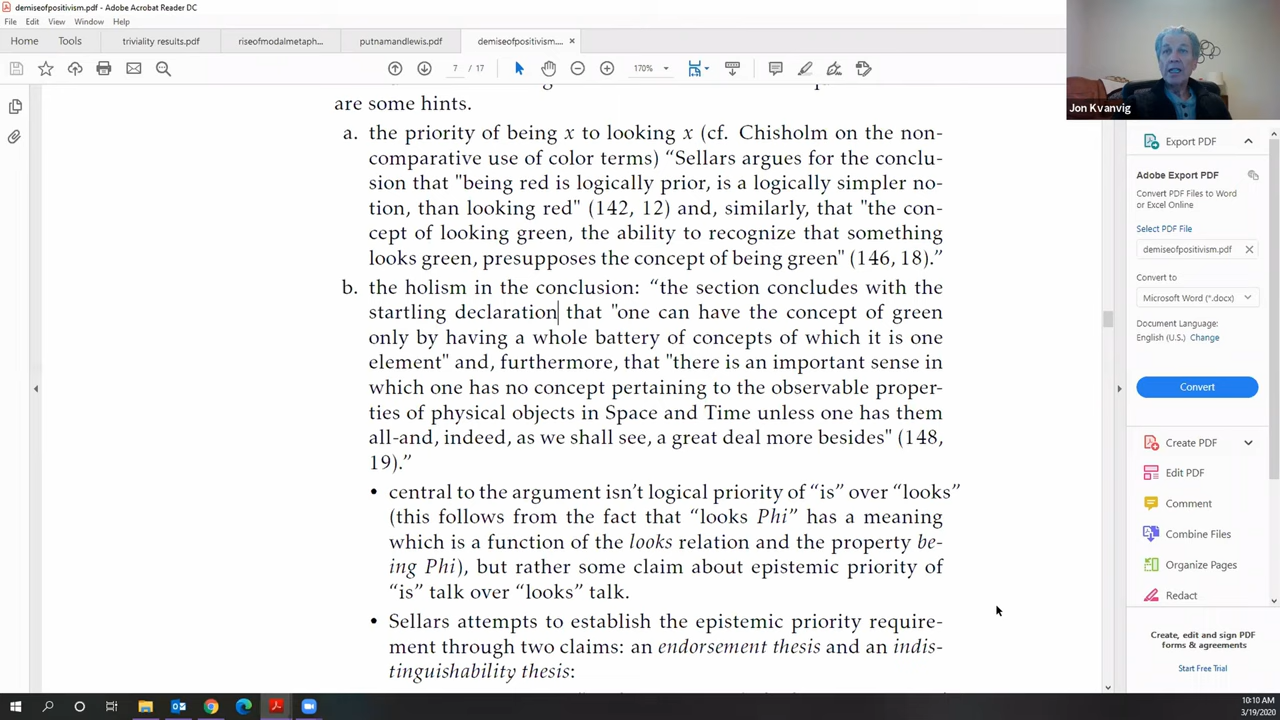 demiseofpositivism.pdf - Adobe Acrobat Reader DC
File Edit View Window Help
Home Tools triviality results.pdf riseofmodalmetaph... putnamandlewis.pdf demiseofpositivism.... ×
7 / 17 170%
Jon Kvanvig
are some hints.
a. the priority of being x to looking x (cf. Chisholm on the non-
comparative use of color terms) “Sellars argues for the conclu-
sion that "being red is logically prior, is a logically simpler no-
tion, than looking red" (142, 12) and, similarly, that "the con-
cept of looking green, the ability to recognize that something
looks green, presupposes the concept of being green" (146, 18).”
b. the holism in the conclusion: “the section concludes with the
startling declaration that "one can have the concept of green
only by having a whole battery of concepts of which it is one
element" and, furthermore, that "there is an important sense in
which one has no concept pertaining to the observable proper-
ties of physical objects in Space and Time unless one has them
all-and, indeed, as we shall see, a great deal more besides" (148,
19).”
• central to the argument isn’t logical priority of “is” over “looks”
(this follows from the fact that “looks Phi” has a meaning
which is a function of the looks relation and the property be-
ing Phi), but rather some claim about epistemic priority of
“is” talk over “looks” talk.
• Sellars attempts to establish the epistemic priority require-
ment through two claims: an endorsement thesis and an indis-
tinguishability thesis:
Export PDF
Adobe Export PDF
Convert PDF Files to Word
or Excel Online
Select PDF File
demiseofpositivism.pdf ×
Convert to
Microsoft Word (*.docx)
Document Language:
English (U.S.) Change
Convert
Create PDF
Edit PDF
Comment
Combine Files
Organize Pages
Redact
Create, edit and sign PDF
forms & agreements
Start Free Trial
10:10 AM
3/19/2020